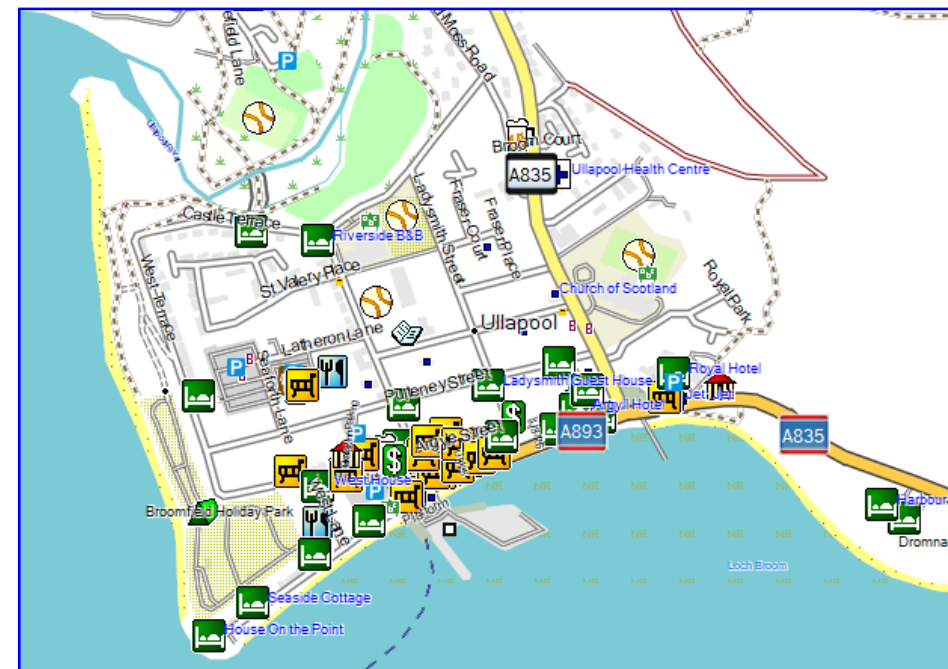 Moss Road
P
Broom Court
A835
Ullapool Health Centre
Castle Terrace
Riverside B&B
Ladysmith Street
Fraser Court
Fraser Place
West Terrace
St Valery Place
Church of Scotland
Royal Park
Ullapool
Latheron Lane
P
Seaforth Lane
Pulteney Street
Ladysmith Guest House
Royal Hotel
P
Argyll Hotel
P
Argyle Street
A893
A835
$
$
West House
P
Broomfield Holiday Park
West Lane
Harbour
Dromna
Loch Broom
Seaside Cottage
House On the Point